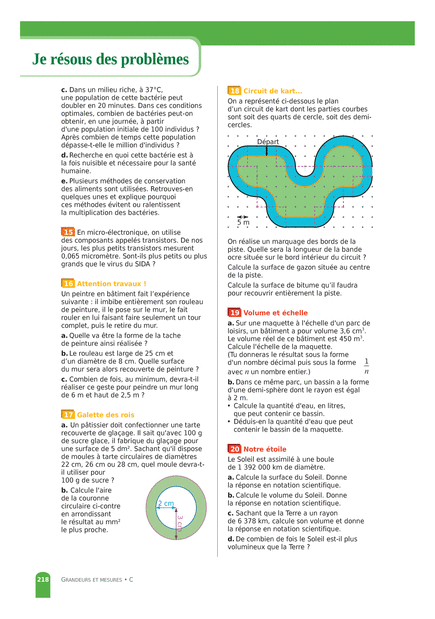 Je résous des problèmes
c. Dans un milieu riche, à 37°C,
une population de cette bactérie peut
doubler en 20 minutes. Dans ces conditions
optimales, combien de bactéries peut-on
obtenir, en une journée, à partir
d'une population initiale de 100 individus ?
Après combien de temps cette population
dépasse-t-elle le million d'individus ?
d. Recherche en quoi cette bactérie est à
la fois nuisible et nécessaire pour la santé
humaine.
e. Plusieurs méthodes de conservation
des aliments sont utilisées. Retrouves-en
quelques unes et explique pourquoi
ces méthodes évitent ou ralentissent
la multiplication des bactéries.
15 En micro-électronique, on utilise
des composants appelés transistors. De nos
jours, les plus petits transistors mesurent
0,065 micromètre. Sont-ils plus petits ou plus
grands que le virus du SIDA ?
16 Attention travaux !
Un peintre en bâtiment fait l'expérience
suivante : il imbibe entièrement son rouleau
de peinture, il le pose sur le mur, le fait
rouler en lui faisant faire seulement un tour
complet, puis le retire du mur.
a. Quelle va être la forme de la tache
de peinture ainsi réalisée ?
b. Le rouleau est large de 25 cm et
d'un diamètre de 8 cm. Quelle surface
du mur sera alors recouverte de peinture ?
c. Combien de fois, au minimum, devra-t-il
réaliser ce geste pour peindre un mur long
de 6 m et haut de 2,5 m ?
17 Galette des rois
a. Un pâtissier doit confectionner une tarte
recouverte de glaçage. Il sait qu'avec 100 g
de sucre glace, il fabrique du glaçage pour
une surface de 5 dm². Sachant qu'il dispose
de moules à tarte circulaires de diamètres
22 cm, 26 cm ou 28 cm, quel moule devra-t-
il utiliser pour
100 g de sucre ?
b. Calcule l'aire
de la couronne
circulaire ci-contre
en arrondissant
le résultat au mm²
le plus proche.
2 cm
3 cm
18 Circuit de kart...
On a représenté ci-dessous le plan
d'un circuit de kart dont les parties courbes
sont soit des quarts de cercle, soit des demi-
cercles.
Départ
5 m
On réalise un marquage des bords de la
piste. Quelle sera la longueur de la bande
ocre située sur le bord intérieur du circuit ?
Calcule la surface de gazon située au centre
de la piste.
Calcule la surface de bitume qu'il faudra
pour recouvrir entièrement la piste.
19 Volume et échelle
a. Sur une maquette à l'échelle d'un parc de
loisirs, un bâtiment a pour volume 3,6 cm³.
Le volume réel de ce bâtiment est 450 m³.
Calcule l'échelle de la maquette.
(Tu donneras le résultat sous la forme
d'un nombre décimal puis sous la forme 1/n
avec n un nombre entier.)
b. Dans ce même parc, un bassin a la forme
d'une demi-sphère dont le rayon est égal
à 2 m.
• Calcule la quantité d'eau, en litres,
que peut contenir ce bassin.
• Déduis-en la quantité d'eau que peut
contenir le bassin de la maquette.
20 Notre étoile
Le Soleil est assimilé à une boule
de 1 392 000 km de diamètre.
a. Calcule la surface du Soleil. Donne
la réponse en notation scientifique.
b. Calcule le volume du Soleil. Donne
la réponse en notation scientifique.
c. Sachant que la Terre a un rayon
de 6 378 km, calcule son volume et donne
la réponse en notation scientifique.
d. De combien de fois le Soleil est-il plus
volumineux que la Terre ?
218 GRANDEURS ET MESURES • C